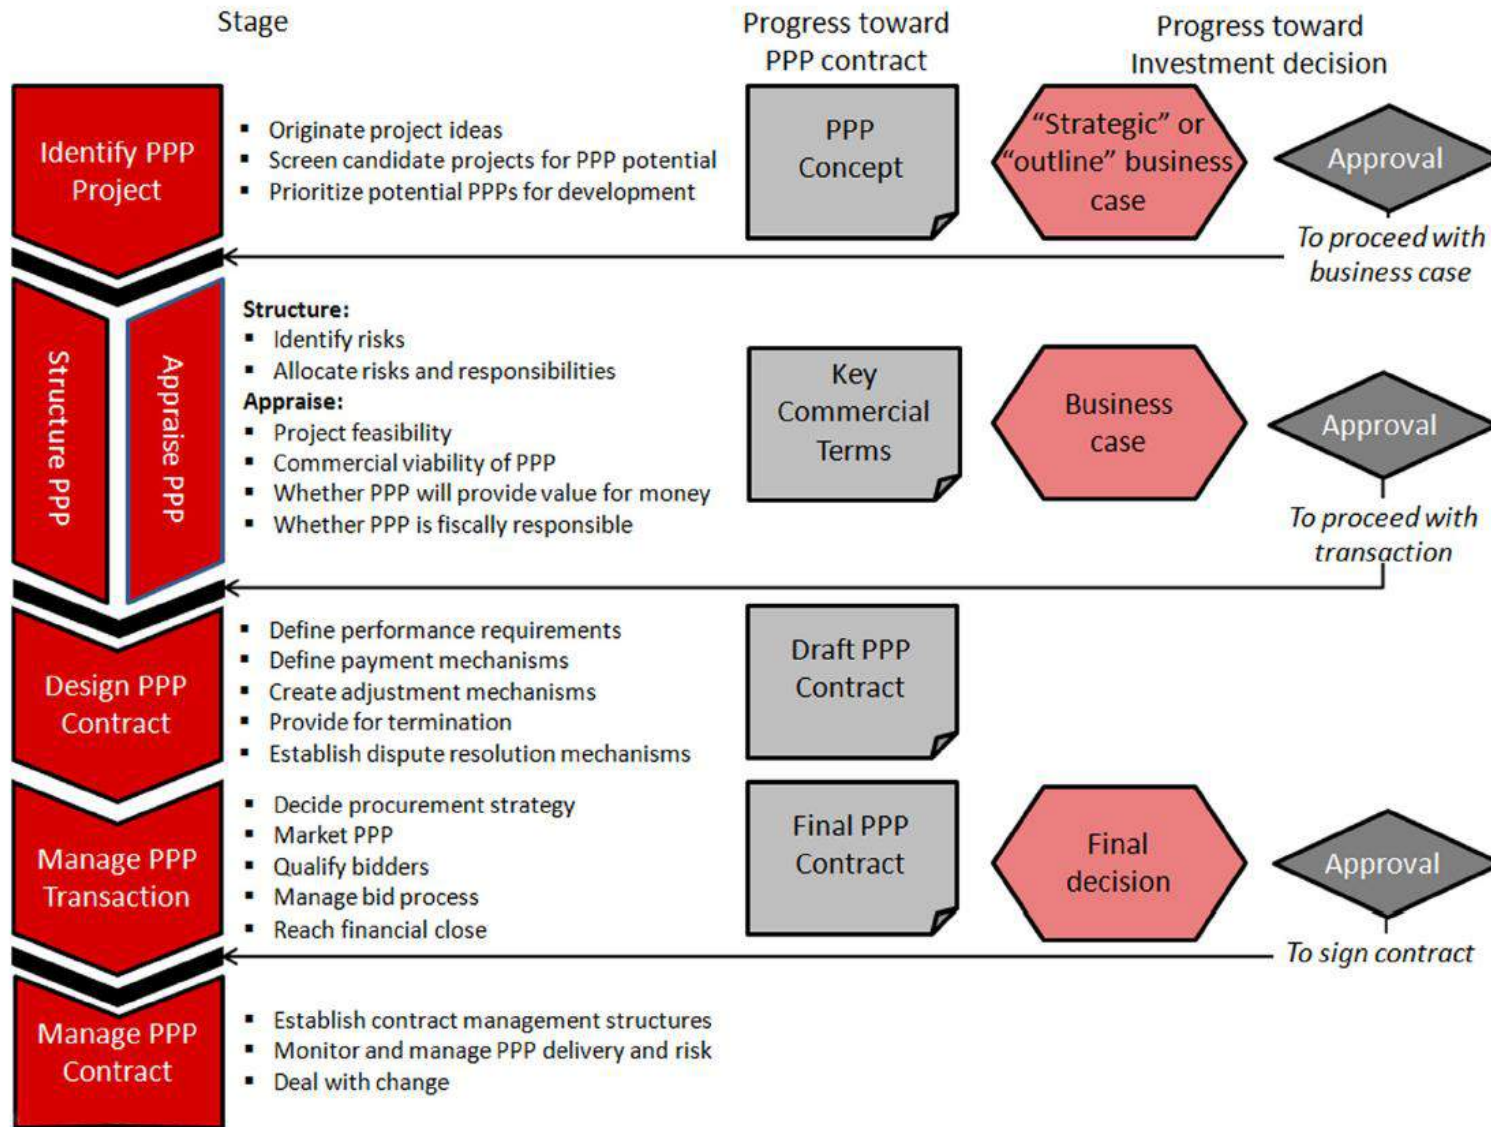 Stage
Progress toward
PPP contract
Progress toward
Investment decision
Identify PPP
Project
▪ Originate project ideas
▪ Screen candidate projects for PPP potential
▪ Prioritize potential PPPs for development
PPP
Concept
“Strategic” or
“outline” business
case
Approval
To proceed with
business case
Structure PPP
Appraise PPP
Structure:
▪ Identify risks
▪ Allocate risks and responsibilities
Appraise:
▪ Project feasibility
▪ Commercial viability of PPP
▪ Whether PPP will provide value for money
▪ Whether PPP is fiscally responsible
Key
Commercial
Terms
Business
case
Approval
To proceed with
transaction
Design PPP
Contract
▪ Define performance requirements
▪ Define payment mechanisms
▪ Create adjustment mechanisms
▪ Provide for termination
▪ Establish dispute resolution mechanisms
Draft PPP
Contract
Manage PPP
Transaction
▪ Decide procurement strategy
▪ Market PPP
▪ Qualify bidders
▪ Manage bid process
▪ Reach financial close
Final PPP
Contract
Final
decision
Approval
To sign contract
Manage PPP
Contract
▪ Establish contract management structures
▪ Monitor and manage PPP delivery and risk
▪ Deal with change